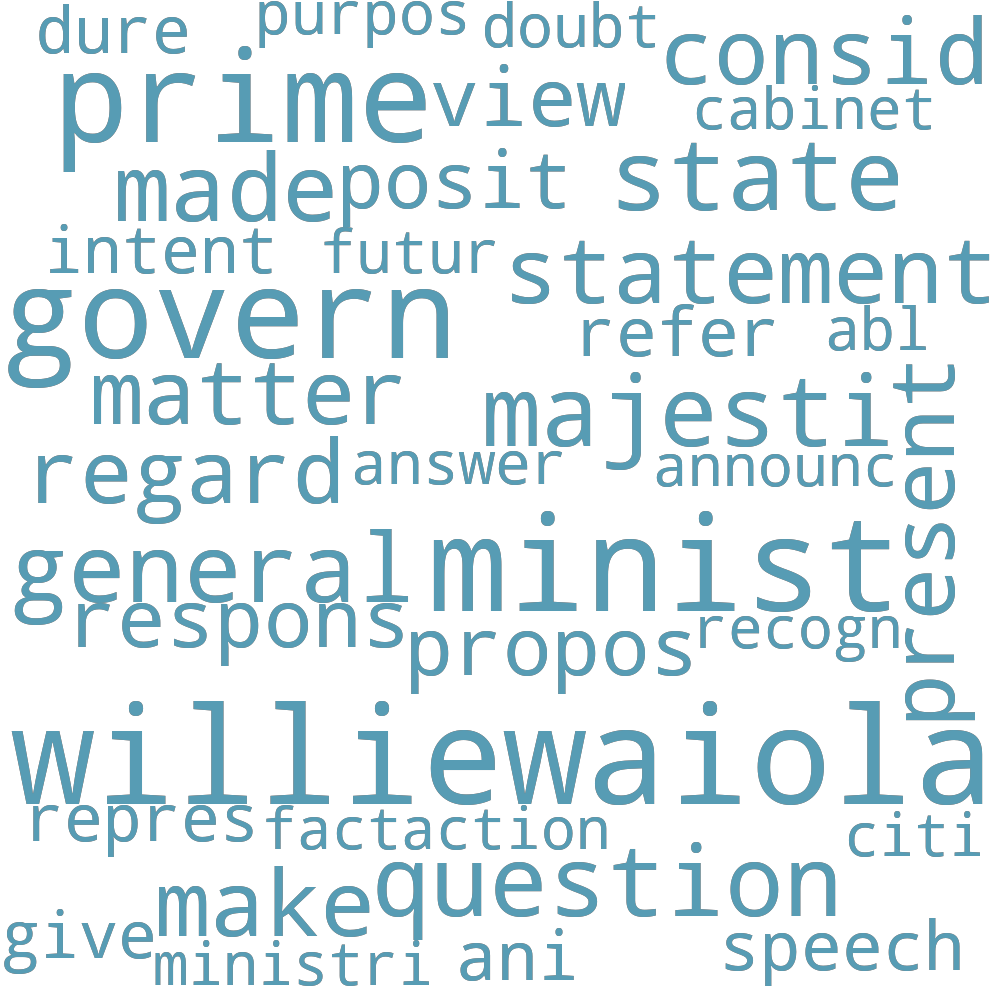 dure purpos doubt consid
prime view cabinet
made posit state
intent futur statement
govern refer abl
matter majesti present
regard answer announc
general minist
respons propos recogn
williewaiola
repres factaction citi
make question
give ministri ani speech